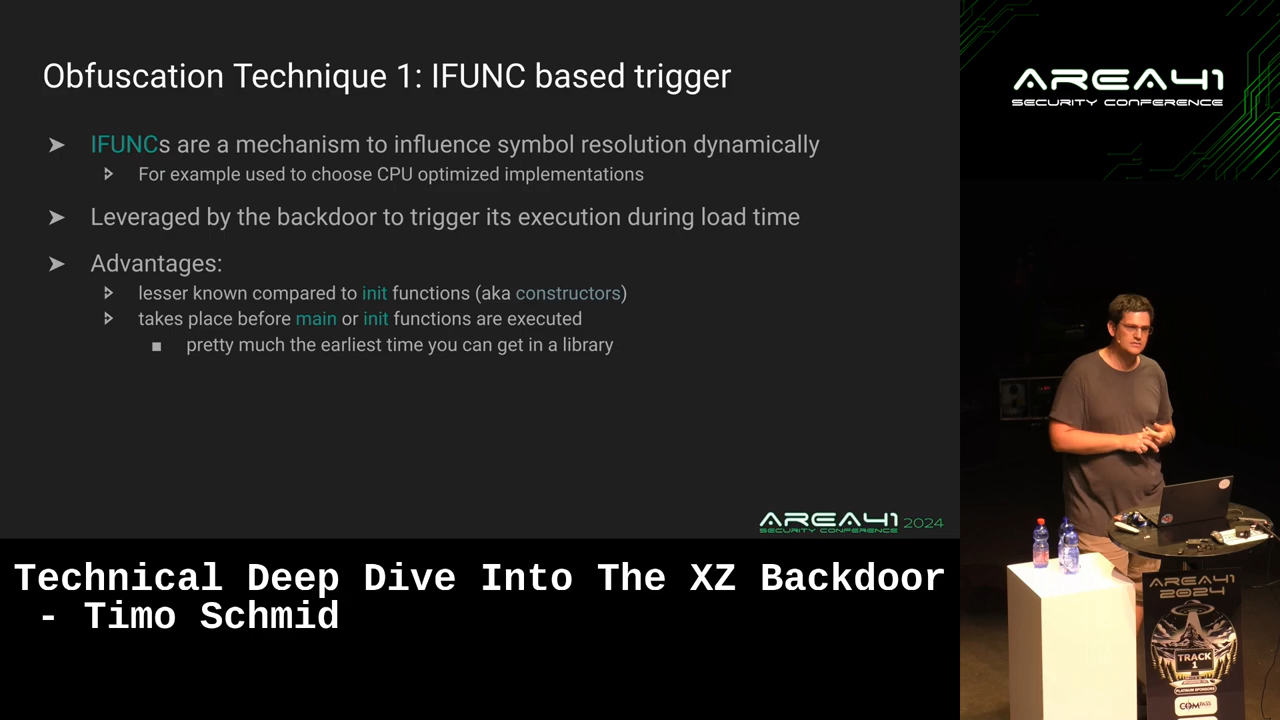 Obfuscation Technique 1: IFUNC based trigger
➤ IFUNCs are a mechanism to influence symbol resolution dynamically
For example used to choose CPU optimized implementations
➤ Leveraged by the backdoor to trigger its execution during load time
➤ Advantages:
lesser known compared to init functions (aka constructors)
takes place before main or init functions are executed
■ pretty much the earliest time you can get in a library
AREA41 2024
SECURITY CONFERENCE
Technical Deep Dive Into The XZ Backdoor
- Timo Schmid
AREA41
SECURITY CONFERENCE
AREA41
2024
TRACK
1
PLATINUM SPONSORS
COMPASS